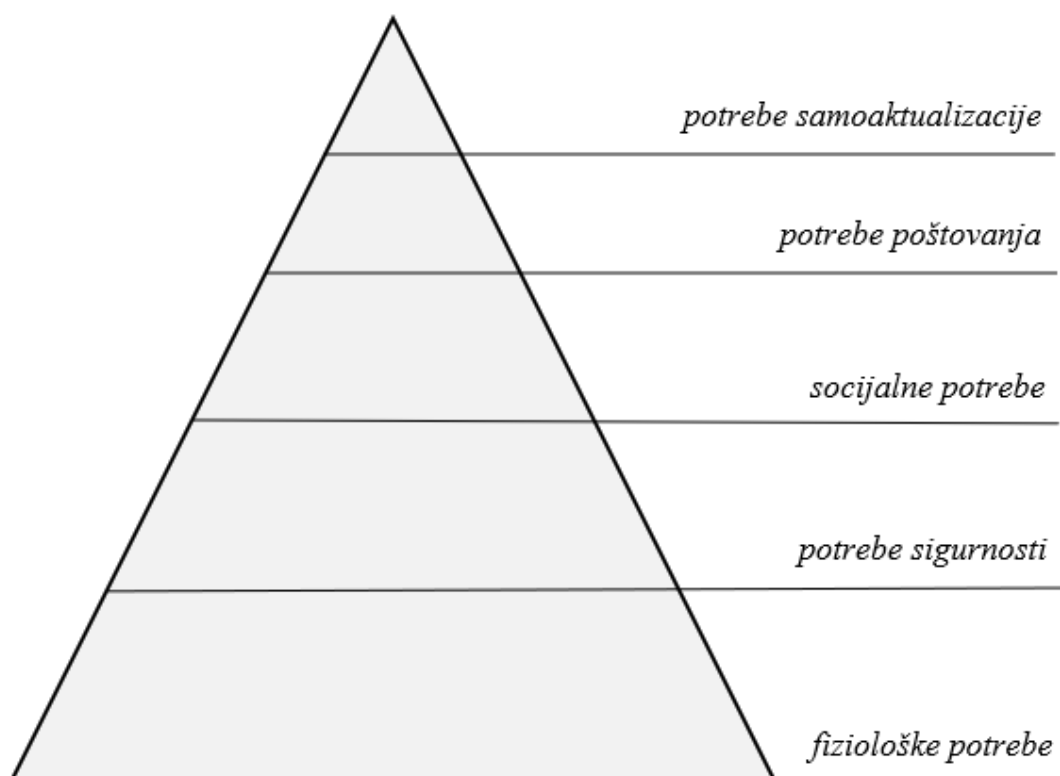 potrebe samoaktualizacije
potrebe poštovanja
socijalne potrebe
potrebe sigurnosti
fiziološke potrebe